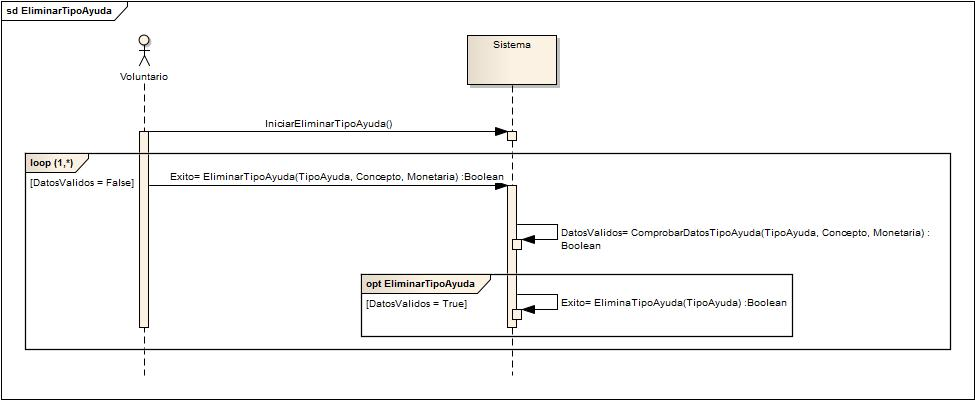 sd EliminarTipoAyuda
Voluntario
Sistema
IniciarEliminarTipoAyuda()
loop (1,*)
[DatosValidos = False]
Exito= EliminarTipoAyuda(TipoAyuda, Concepto, Monetaria) :Boolean
DatosValidos= ComprobarDatosTipoAyuda(TipoAyuda, Concepto, Monetaria) :
Boolean
opt EliminarTipoAyuda
[DatosValidos = True]
Exito= EliminaTipoAyuda(TipoAyuda) :Boolean